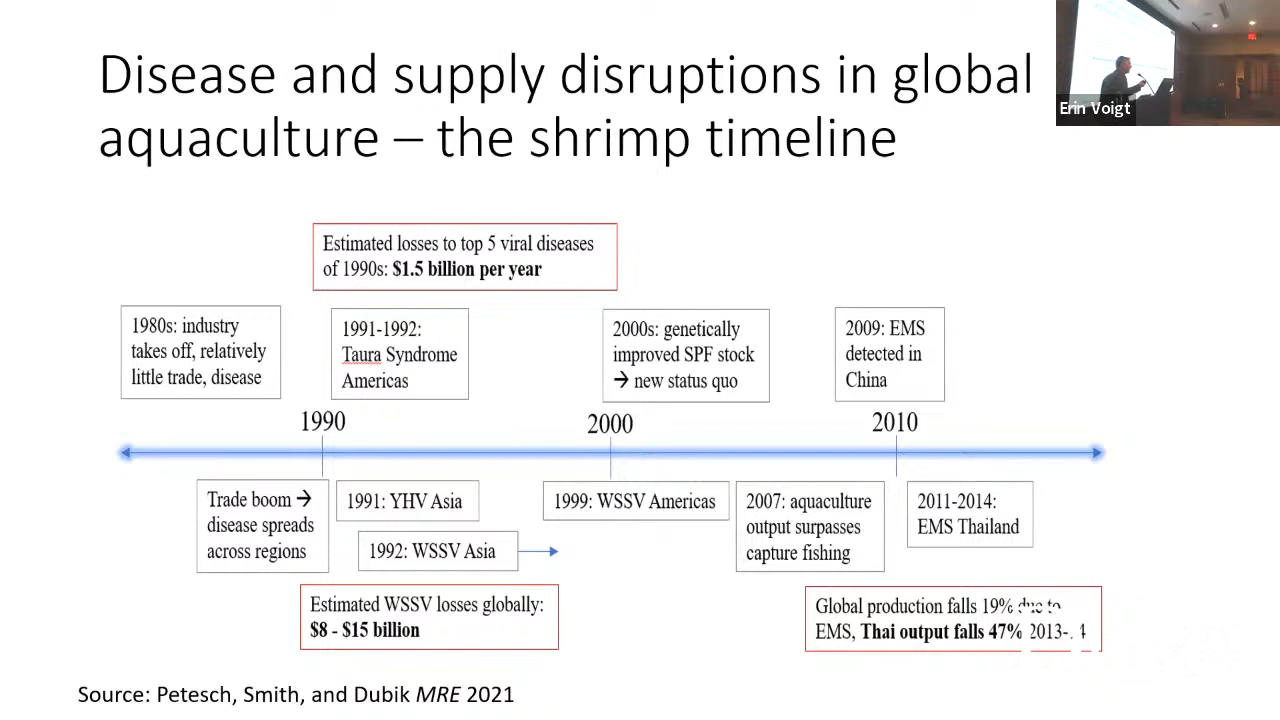 Disease and supply disruptions in global
aquaculture – the shrimp timeline
Erin Voigt
Estimated losses to top 5 viral diseases
of 1990s: $1.5 billion per year
1980s: industry
takes off, relatively
little trade, disease
1991-1992:
Taura Syndrome
Americas
2000s: genetically
improved SPF stock
→ new status quo
2009: EMS
detected in
China
1990
2000
2010
Trade boom →
disease spreads
across regions
1991: YHV Asia
1992: WSSV Asia
1999: WSSV Americas
2007: aquaculture
output surpasses
capture fishing
2011-2014:
EMS Thailand
Estimated WSSV losses globally:
$8 - $15 billion
Global production falls 19% due to
EMS, Thai output falls 47% 2013-14
Source: Petesch, Smith, and Dubik MRE 2021